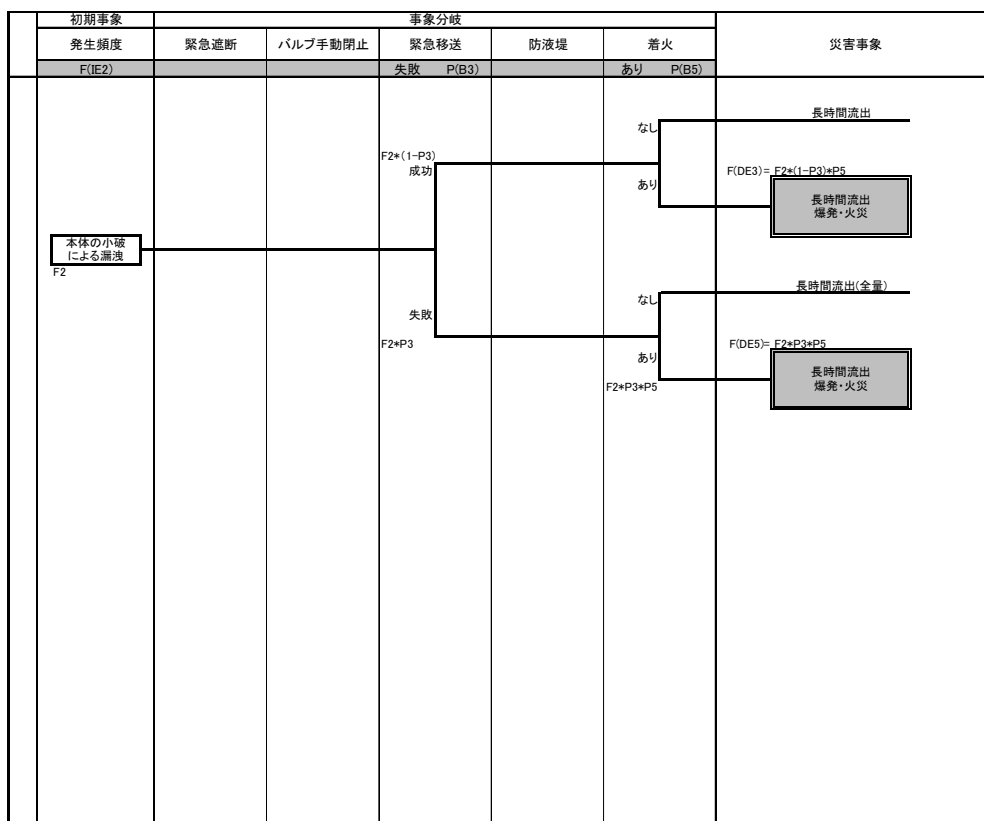 初期事象
事象分岐
発生頻度
緊急遮断
バルブ手動閉止
緊急移送
防液堤
着火
災害事象
F(IE2)
失敗 P(B3)
あり P(B5)
長時間流出
なし
F2*(1-P3)
成功
あり
F(DE3)= F2*(1-P3)*P5
長時間流出
爆発・火災
本体の小破
による漏洩
F2
長時間流出(全量)
なし
失敗
F2*P3
F(DE5)= F2*P3*P5
あり
長時間流出
爆発・火災
F2*P3*P5